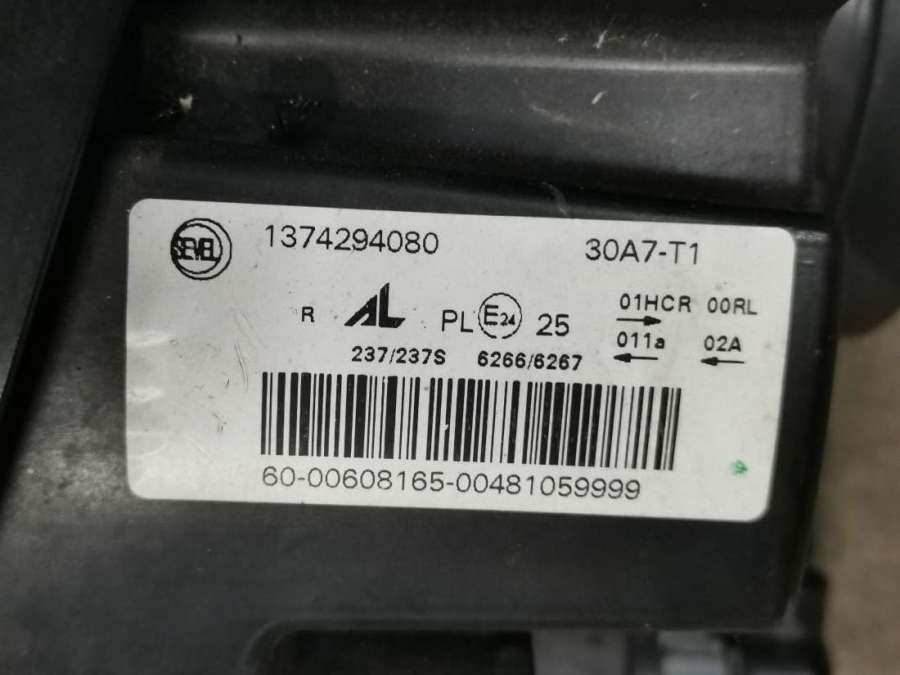 SEVEL 1374294080 30A7-T1
R AL PL E24 25 01HCR 00RL
011a 02A
237/237S 6266/6267
60-00608165-00481059999